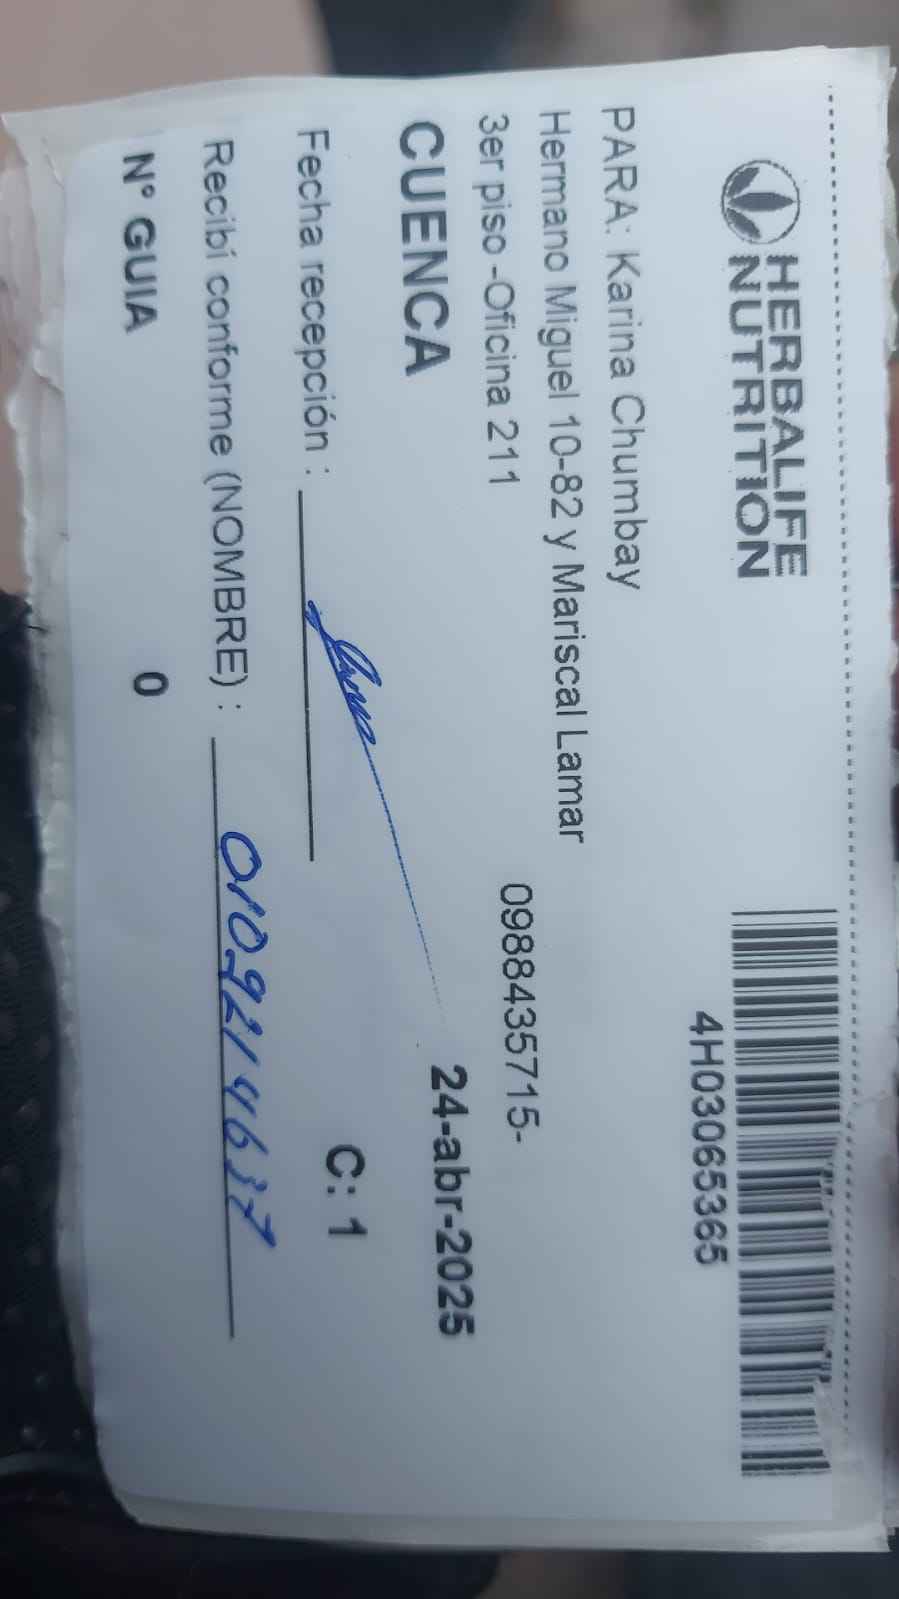 HERBALIFE
NUTRITION
4H03065365
PARA: Karina Chumbay
Hermano Miguel 10-82 y Mariscal Lamar
3er piso -Oficina 211 0988435715-
CUENCA 24-abr-2025
Fecha recepción :
C: 1
Recibí conforme (NOMBRE) : 0109214637
N° GUIA 0